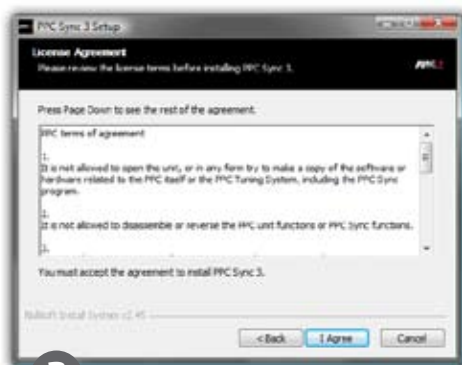 PPC Sync 3 Setup
License Agreement
Please review the license terms before installing PPC Sync 3.
Press Page Down to see the rest of the agreement.
PPC terms of agreement
1.
It is not allowed to open the unit, or in any form try to make a copy of the software or
hardware related to the PPC itself or the PPC Tuning System, including the PPC Sync
program.
2.
It is not allowed to disassemble or reverse the PPC unit functions or PPC Sync functions.
3.
You must accept the agreement to install PPC Sync 3.
Nullsoft Install System v2.45
< Back
I Agree
Cancel